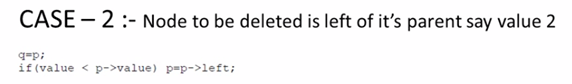 CASE – 2 :- Node to be deleted is left of it's parent say value 2
q=p;
if(value < p->value) p=p->left;